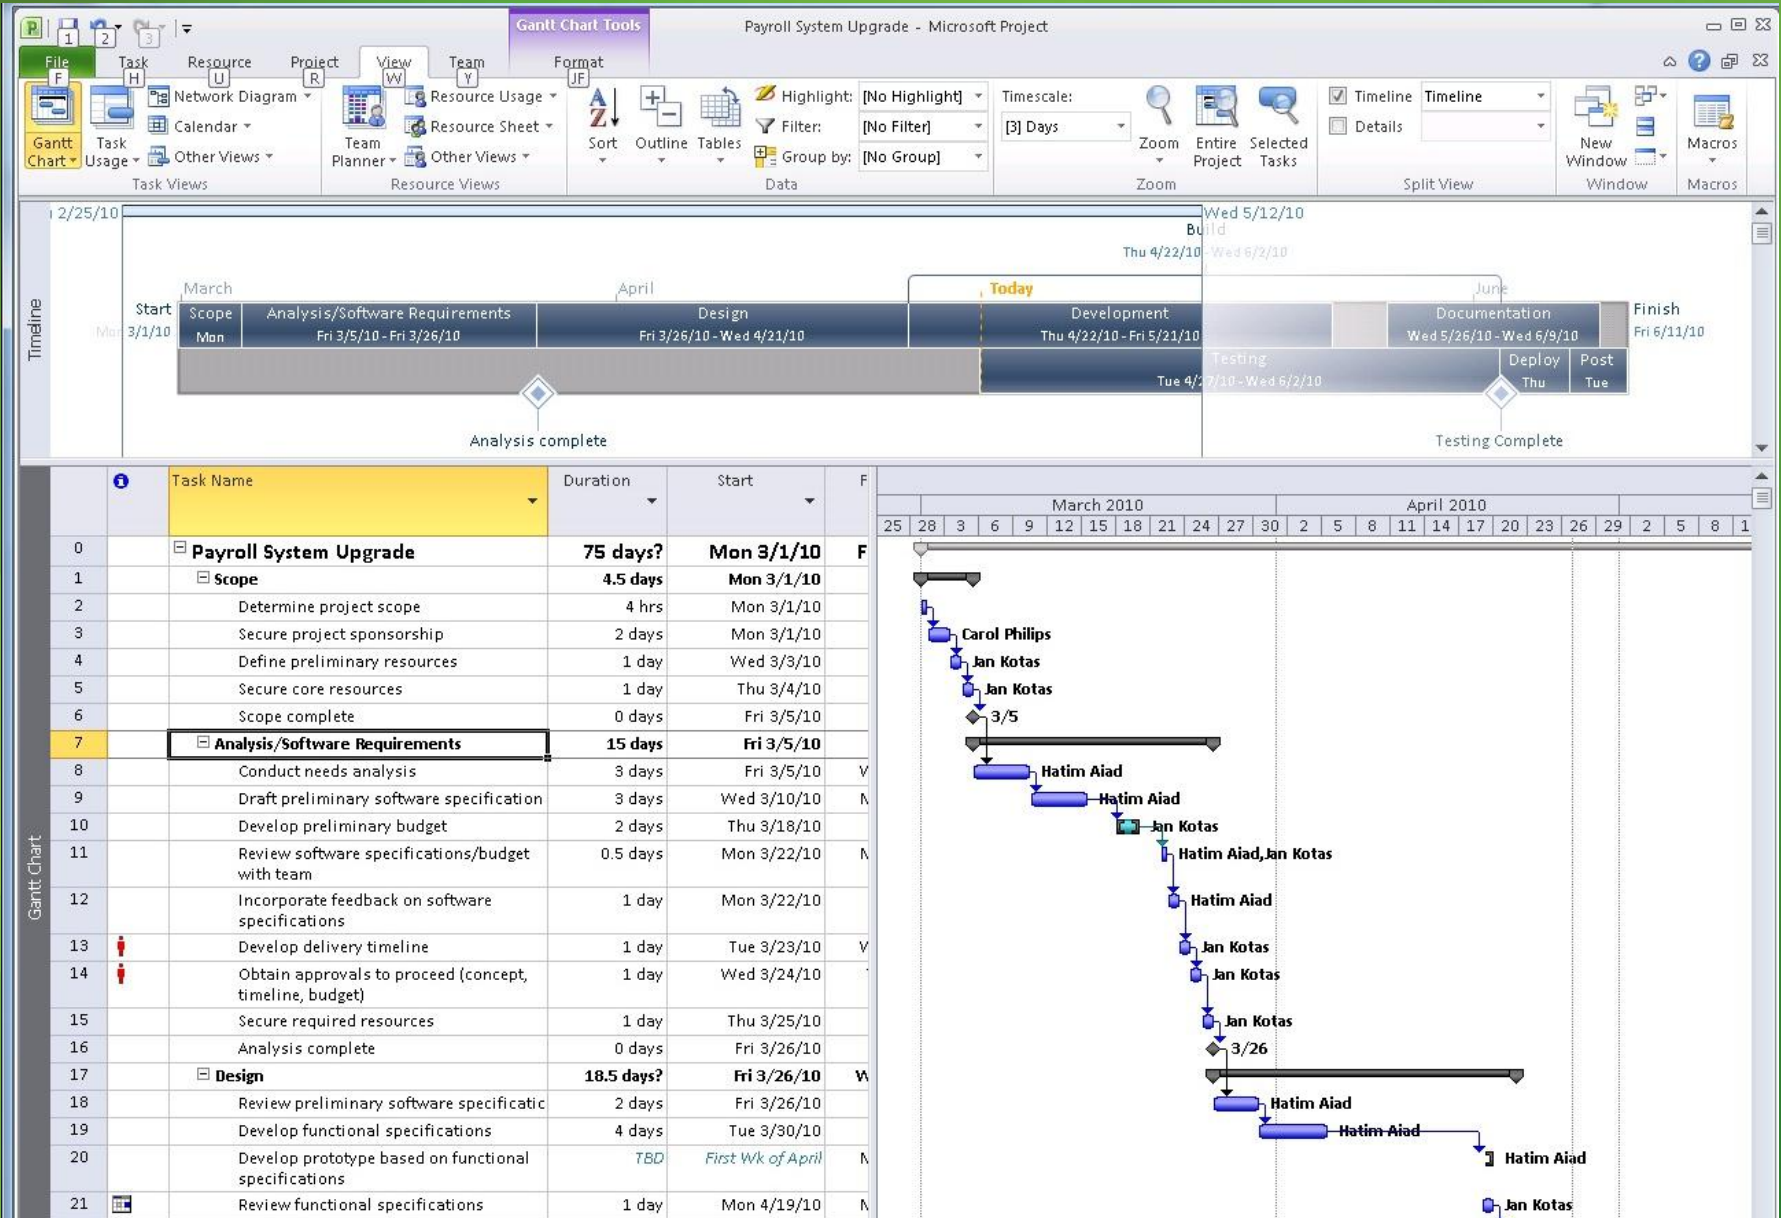 Gantt Chart Tools
Payroll System Upgrade - Microsoft Project
P 1 2 3
File Task Resource Project View Team Format
F H U R W Y JF
Gantt Chart
Task Usage
Network Diagram
Calendar
Other Views
Task Views
Team Planner
Resource Usage
Resource Sheet
Other Views
Resource Views
Sort
Outline
Tables
Highlight: [No Highlight]
Filter: [No Filter]
Group by: [No Group]
Data
Timescale:
[3] Days
Zoom
Entire Project
Selected Tasks
Zoom
Timeline Timeline
Details
Split View
New Window
Window
Macros
Macros
Timeline
2/25/10
Wed 5/12/10
Build
Thu 4/22/10 - Wed 6/2/10
March April Today June
Start
Mon 3/1/10
Scope
Mon
Analysis/Software Requirements
Fri 3/5/10 - Fri 3/26/10
Design
Fri 3/26/10 - Wed 4/21/10
Development
Thu 4/22/10 - Fri 5/21/10
Documentation
Wed 5/26/10 - Wed 6/9/10
Finish
Fri 6/11/10
Testing
Tue 4/27/10 - Wed 6/2/10
Deploy
Thu
Post
Tue
Analysis complete
Testing Complete
Gantt Chart
Task Name Duration Start F
March 2010 April 2010
25 28 3 6 9 12 15 18 21 24 27 30 2 5 8 11 14 17 20 23 26 29 2 5 8 1
0 Payroll System Upgrade 75 days? Mon 3/1/10 F
1 Scope 4.5 days Mon 3/1/10
2 Determine project scope 4 hrs Mon 3/1/10
3 Secure project sponsorship 2 days Mon 3/1/10 Carol Philips
4 Define preliminary resources 1 day Wed 3/3/10 Jan Kotas
5 Secure core resources 1 day Thu 3/4/10 Jan Kotas
6 Scope complete 0 days Fri 3/5/10 3/5
7 Analysis/Software Requirements 15 days Fri 3/5/10
8 Conduct needs analysis 3 days Fri 3/5/10 Hatim Aiad
9 Draft preliminary software specification 3 days Wed 3/10/10 Hatim Aiad
10 Develop preliminary budget 2 days Thu 3/18/10 Jan Kotas
11 Review software specifications/budget 0.5 days Mon 3/22/10 Hatim Aiad,Jan Kotas
with team
12 Incorporate feedback on software 1 day Mon 3/22/10 Hatim Aiad
specifications
13 Develop delivery timeline 1 day Tue 3/23/10 Jan Kotas
14 Obtain approvals to proceed (concept, 1 day Wed 3/24/10 Jan Kotas
timeline, budget)
15 Secure required resources 1 day Thu 3/25/10 Jan Kotas
16 Analysis complete 0 days Fri 3/26/10 3/26
17 Design 18.5 days? Fri 3/26/10
18 Review preliminary software specificatic 2 days Fri 3/26/10 Hatim Aiad
19 Develop functional specifications 4 days Tue 3/30/10 Hatim Aiad
20 Develop prototype based on functional TBD First Wk of April Hatim Aiad
specifications
21 Review functional specifications 1 day Mon 4/19/10 Jan Kotas